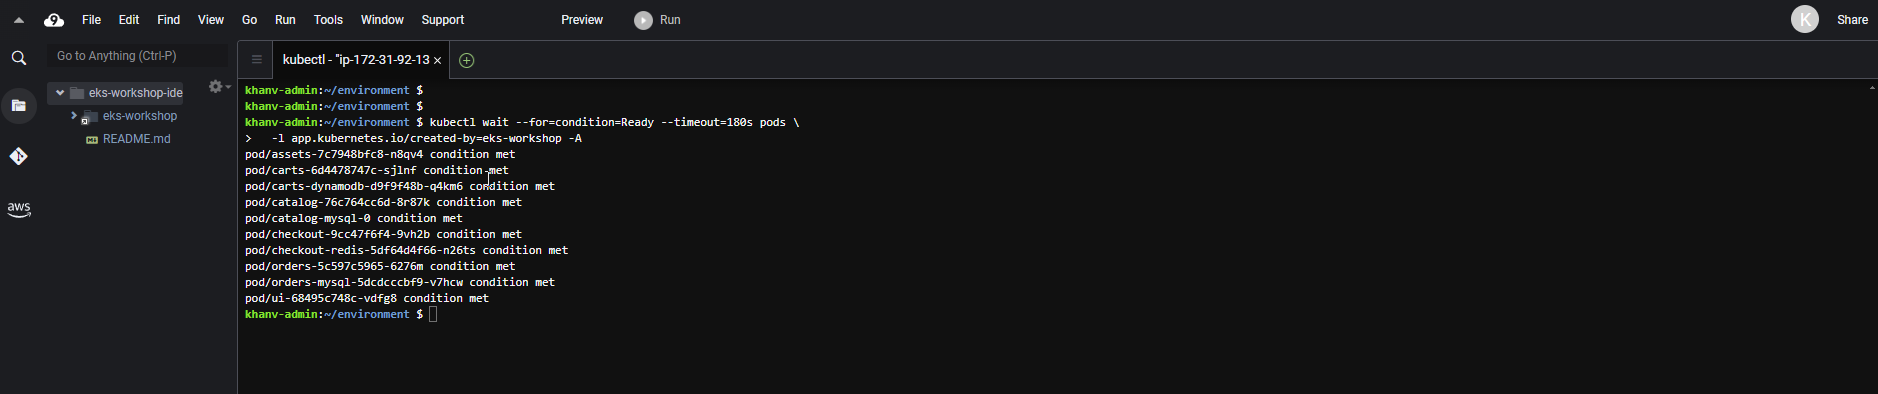 9 File Edit Find View Go Run Tools Window Support Preview Run K Share
Go to Anything (Ctrl-P)
kubectl - "ip-172-31-92-13 ×
eks-workshop-ide
eks-workshop
README.md
aws
khanv-admin:~/environment $
khanv-admin:~/environment $
khanv-admin:~/environment $ kubectl wait --for=condition=Ready --timeout=180s pods \
>   -l app.kubernetes.io/created-by=eks-workshop -A
pod/assets-7c7948bfc8-n8qv4 condition met
pod/carts-6d4478747c-sjlnf condition met
pod/carts-dynamodb-d9f9f48b-q4km6 condition met
pod/catalog-76c764cc6d-8r87k condition met
pod/catalog-mysql-0 condition met
pod/checkout-9cc47f6f4-9vh2b condition met
pod/checkout-redis-5df64d4f66-n26ts condition met
pod/orders-5c597c5965-6276m condition met
pod/orders-mysql-5dcdcccbf9-v7hcw condition met
pod/ui-68495c748c-vdfg8 condition met
khanv-admin:~/environment $